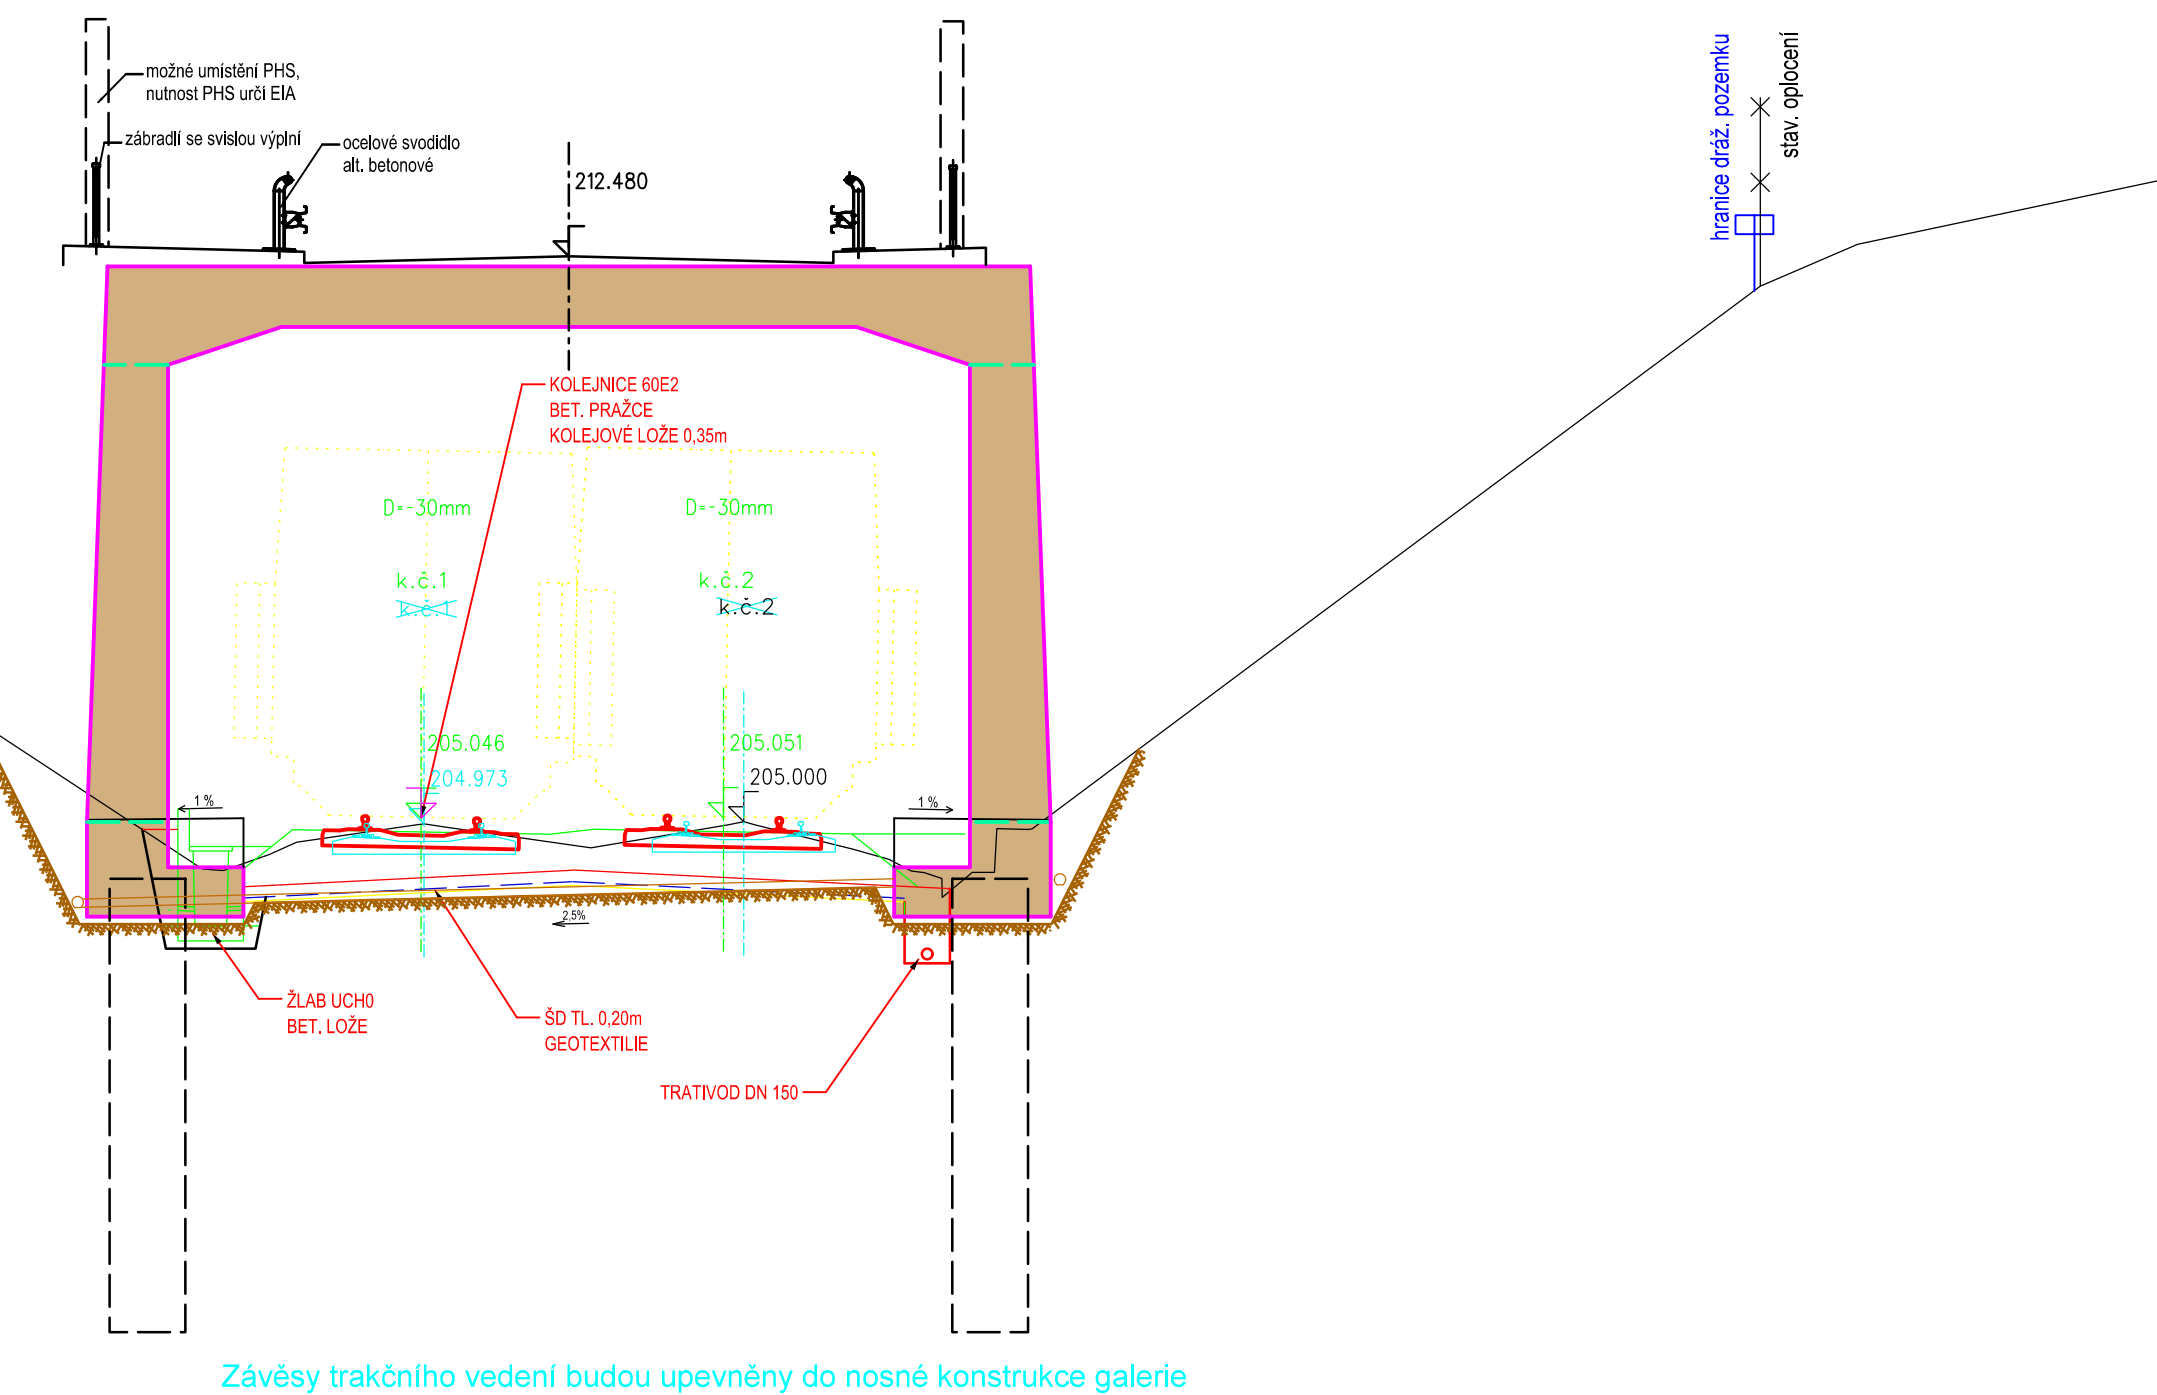 možné umístění PHS,
nutnost PHS určí EIA
zábradlí se svislou výplní
ocelové svodidlo
alt. betonové
212.480
hranice dráž. pozemku
stav. oplocení
KOLEJNICE 60E2
BET. PRAŽCE
KOLEJOVÉ LOŽE 0,35m
D=-30mm
D=-30mm
k.č.1
k.č.2
k.č.1
k.č.2
205.046
205.051
204.973
205.000
1 %
1 %
2,5%
ŽLAB UCH0
BET. LOŽE
ŠD TL. 0,20m
GEOTEXTILIE
TRATIVOD DN 150
Závěsy trakčního vedení budou upevněny do nosné konstrukce galerie